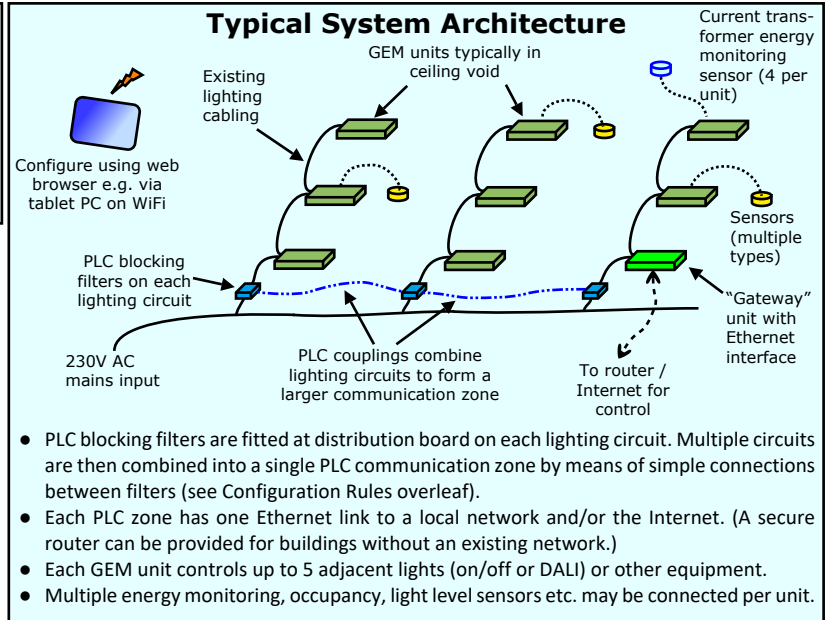 Typical System Architecture
GEM units typically in
ceiling void
Current trans-
former energy
monitoring
sensor (4 per
unit)
Existing
lighting
cabling
Configure using web
browser e.g. via
tablet PC on WiFi
Sensors
(multiple
types)
PLC blocking
filters on each
lighting circuit
"Gateway"
unit with
Ethernet
interface
230V AC
mains input
PLC couplings combine
lighting circuits to form a
larger communication zone
To router /
Internet for
control
● PLC blocking filters are fitted at distribution board on each lighting circuit. Multiple circuits
are then combined into a single PLC communication zone by means of simple connections
between filters (see Configuration Rules overleaf).
● Each PLC zone has one Ethernet link to a local network and/or the Internet. (A secure
router can be provided for buildings without an existing network.)
● Each GEM unit controls up to 5 adjacent lights (on/off or DALI) or other equipment.
● Multiple energy monitoring, occupancy, light level sensors etc. may be connected per unit.